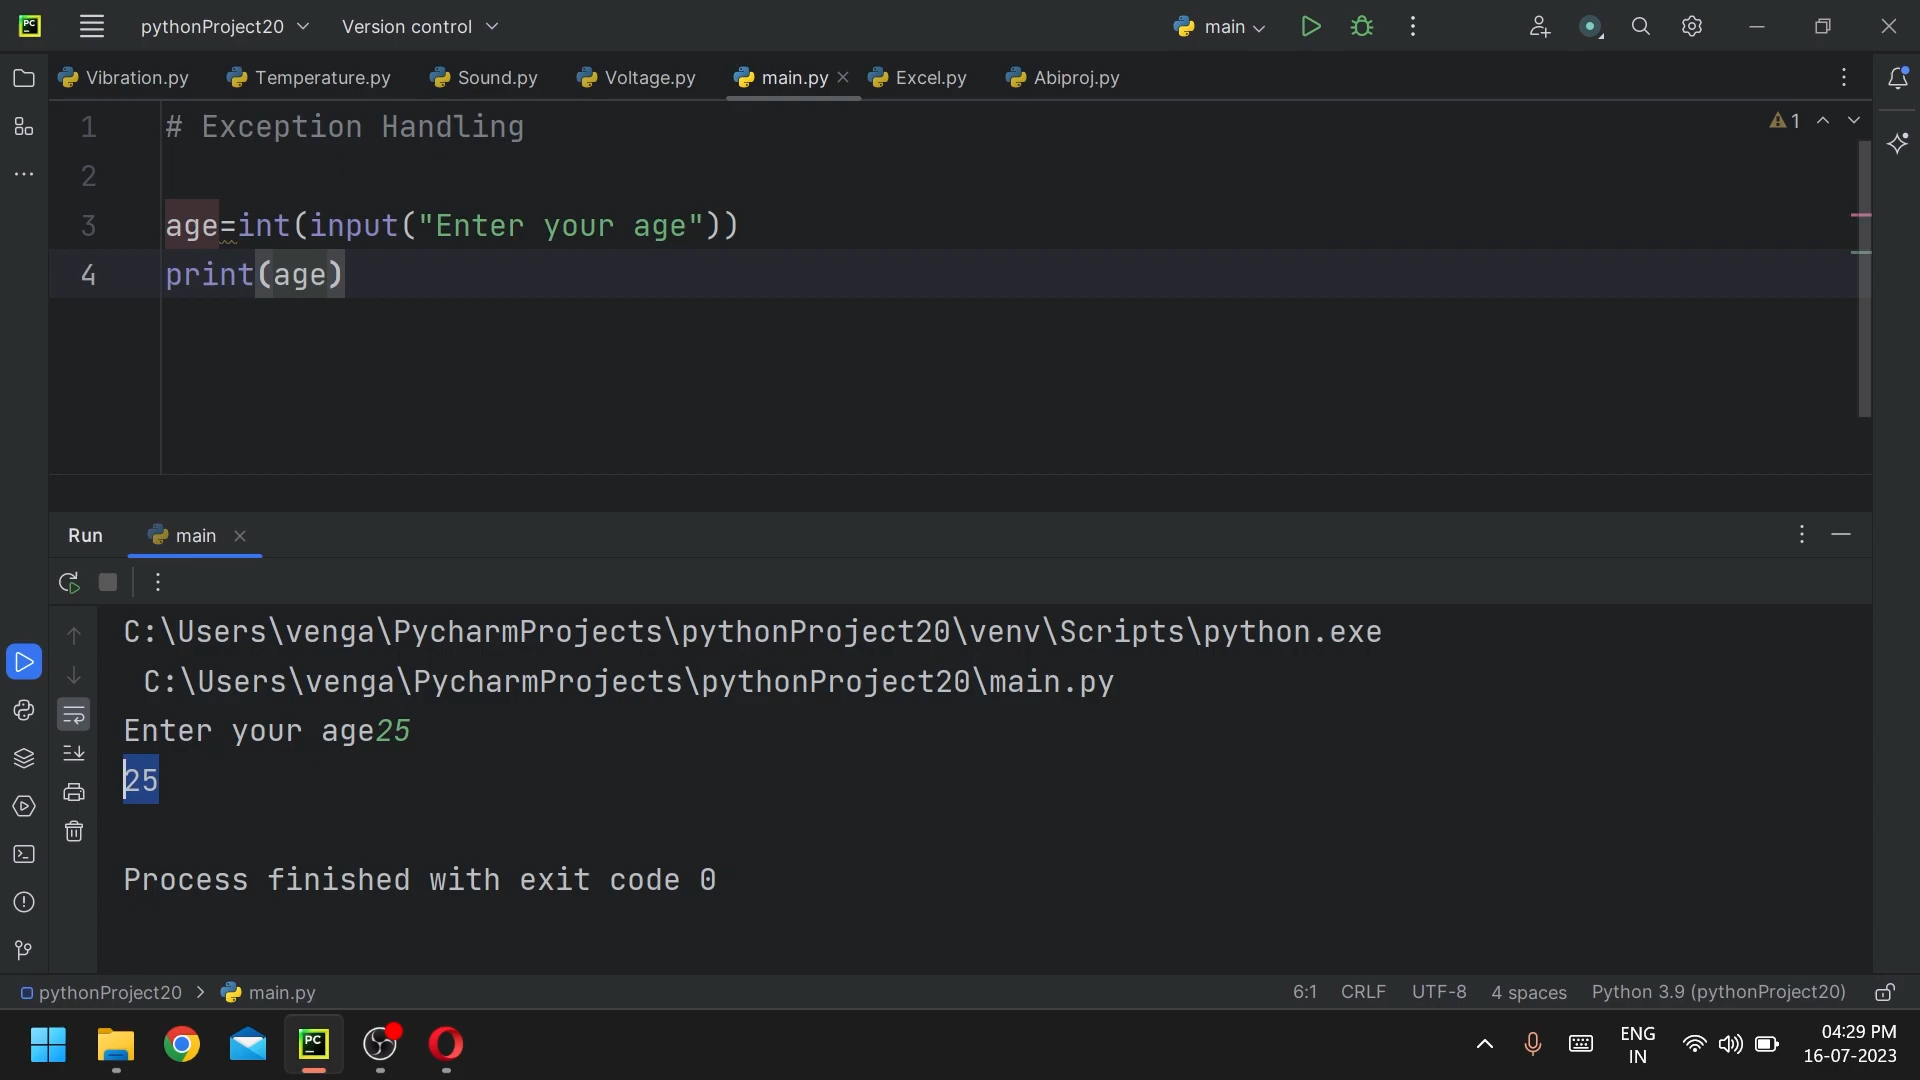 PC pythonProject20 Version control main
Vibration.py Temperature.py Sound.py Voltage.py main.py Excel.py Abiproj.py
1 # Exception Handling 1
2
3 age=int(input("Enter your age"))
4 print(age)
Run main
C:\Users\venga\PycharmProjects\pythonProject20\venv\Scripts\python.exe
C:\Users\venga\PycharmProjects\pythonProject20\main.py
Enter your age25
25
Process finished with exit code 0
pythonProject20 > main.py 6:1 CRLF UTF-8 4 spaces Python 3.9 (pythonProject20)
PC ENG 04:29 PM
IN 16-07-2023